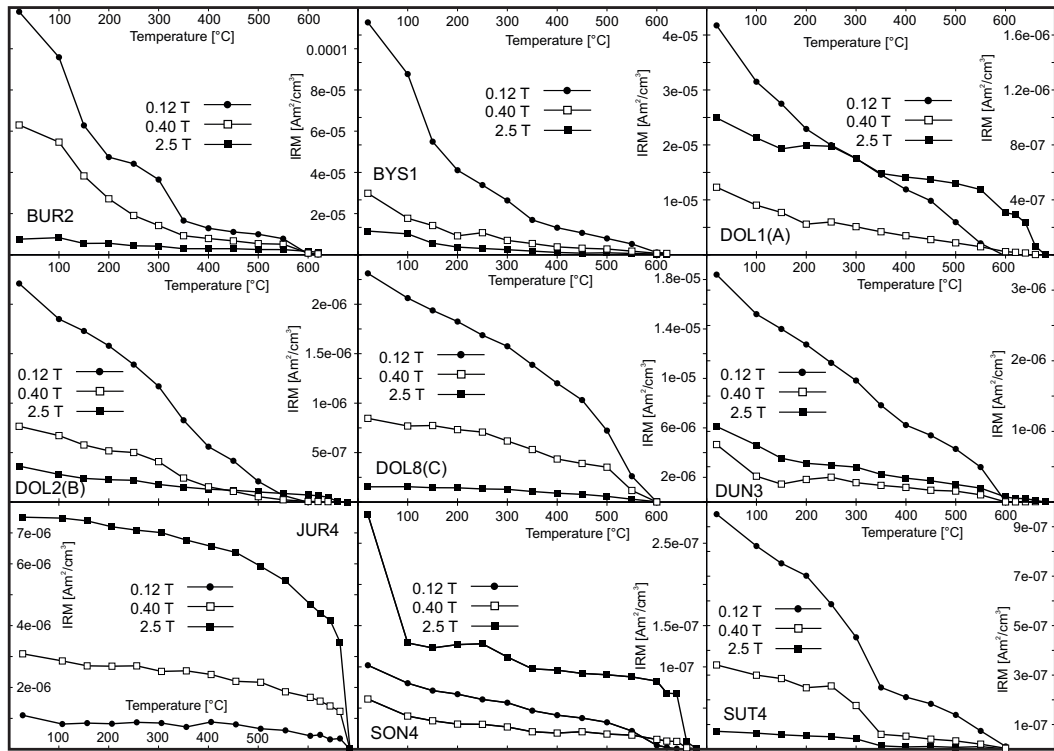 Temperature [°C]
0.0001
8e-05
6e-05
4e-05
2e-05
IRM [Am²/cm³]
0.12 T
0.40 T
2.5 T
BUR2
100 200 300 400 500 600
Temperature [°C]
4e-05
3e-05
2e-05
1e-05
IRM [Am²/cm³]
0.12 T
0.40 T
2.5 T
BYS1
100 200 300 400 500 600
Temperature [°C]
1.6e-06
1e-06
8e-07
4e-07
IRM [Am²/cm³]
0.12 T
0.40 T
2.5 T
DOL1(A)
100 200 300 400 500 600
Temperature [°C]
2e-06
1.5e-06
1e-06
5e-07
IRM [Am²/cm³]
0.12 T
0.40 T
2.5 T
DOL2(B)
100 200 300 400 500 600
Temperature [°C]
1.8e-05
1.4e-05
1e-05
6e-06
2e-06
IRM [Am²/cm³]
0.12 T
0.40 T
2.5 T
DOL8(C)
100 200 300 400 500 600
Temperature [°C]
3e-06
2e-06
1e-06
IRM [Am²/cm³]
0.12 T
0.40 T
2.5 T
DUN3
JUR4
7e-06
6e-06
4e-06
2e-06
IRM [Am²/cm³]
0.12 T
0.40 T
2.5 T
Temperature [°C]
100 200 300 400 500
100 200 300 400 500 600
Temperature [°C]
2.5e-07
1.5e-07
1e-07
IRM [Am²/cm³]
0.12 T
0.40 T
2.5 T
SON4
100 200 300 400 500 600
Temperature [°C]
9e-07
7e-07
5e-07
3e-07
1e-07
IRM [Am²/cm³]
0.12 T
0.40 T
2.5 T
SUT4